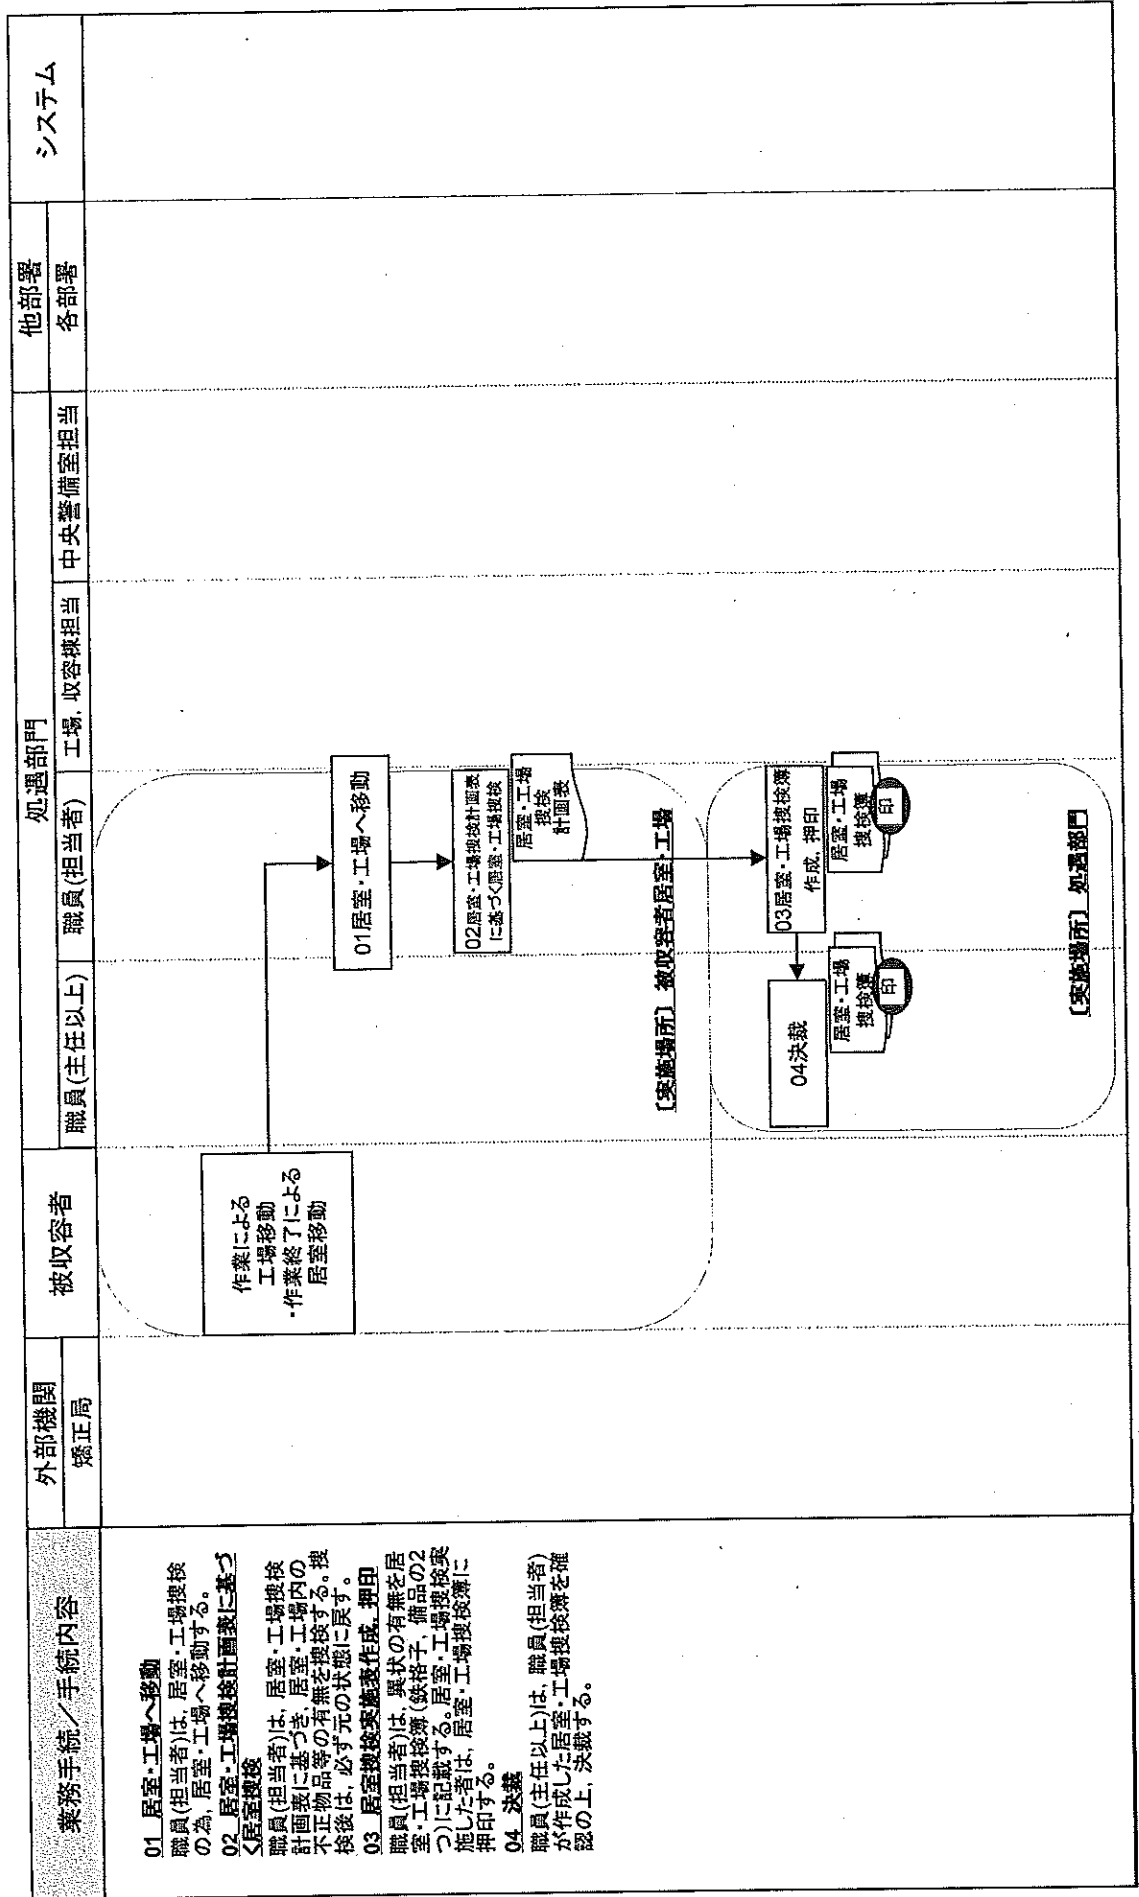 業務手続／手続内容
外部機関
矯正局
被収容者
処遇部門
職員(主任以上)
職員(担当者)
工場, 収容棟担当
中央警備室担当
他部署
各部署
システム
01 居室・工場へ移動
職員(担当者)は, 居室・工場捜検
の為, 居室・工場へ移動する。
02 居室・工場捜検計画表に基づ
く居室捜検
職員(担当者)は, 居室・工場捜検
計画表に基づき, 居室・工場内の
不正物品等の有無を捜検する。捜
検後は, 必ず元の状態に戻す。
03 居室捜検実施表作成, 押印
職員(担当者)は, 異状の有無を居
室・工場捜検簿(鉄格子, 備品の2
つ)に記載する。居室・工場捜検実
施した者は, 居室・工場捜検簿に
押印する。
04 決裁
職員(主任以上)は, 職員(担当者)
が作成した居室・工場捜検簿を確
認の上, 決裁する。
作業による
工場移動
・作業終了による
居室移動
01居室・工場へ移動
02居室・工場捜検計画表
に基づく居室・工場捜検
居室・工場
捜検
計画表
〔実施場所〕 被収容者居室・工場
03居室・工場捜検簿
作成, 押印
居室・工場
捜検簿
印
04決裁
居室・工場
捜検簿
印
〔実施場所〕 処遇部門